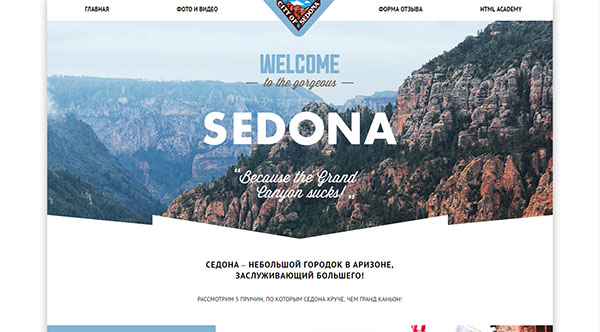 ГЛАВНАЯ
ФОТО И ВИДЕО
CITY OF SEDONA
ФОРМА ОТЗЫВА
HTML ACADEMY
WELCOME
to the gorgeous
SEDONA
“Because the Grand
Canyon sucks!”
СЕДОНА – НЕБОЛЬШОЙ ГОРОДОК В АРИЗОНЕ,
ЗАСЛУЖИВАЮЩИЙ БОЛЬШЕГО!
РАССМОТРИМ 5 ПРИЧИН, ПО КОТОРЫМ СЕДОНА КРУЧЕ, ЧЕМ ГРАНД КАНЬОН!